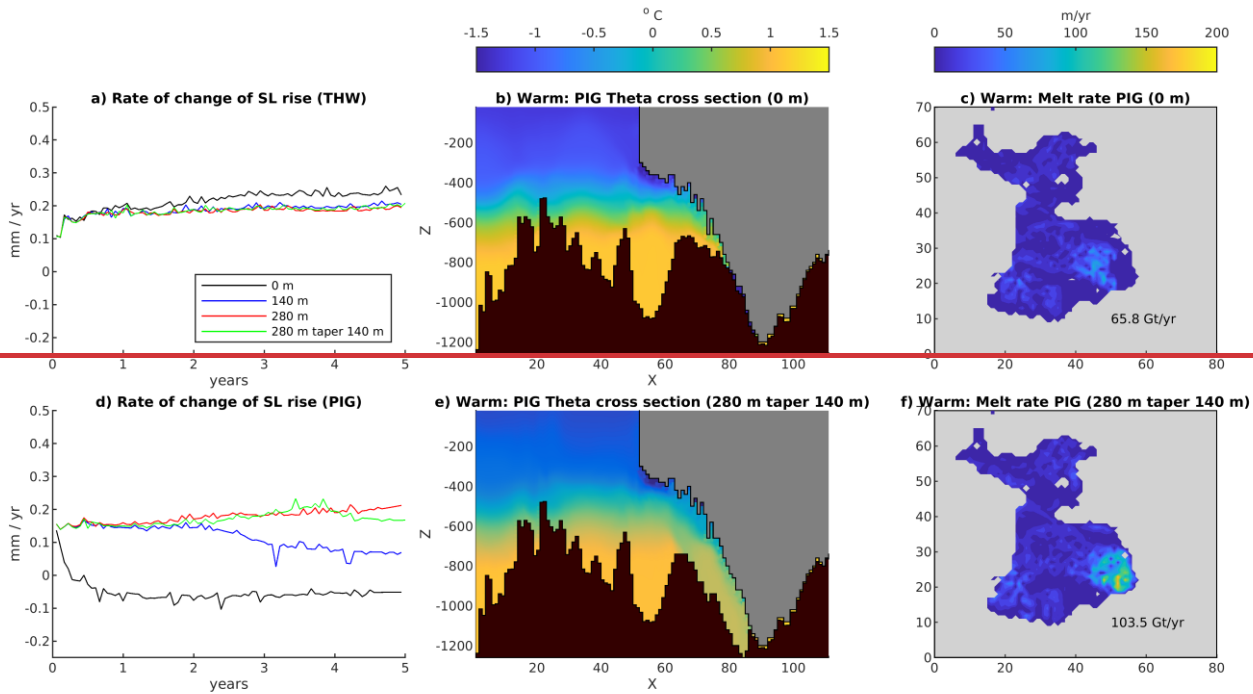 ° C
-1.5 -1 -0.5 0 0.5 1 1.5
m/yr
0 50 100 150 200
a) Rate of change of SL rise (THW)
0.5
0.4
0.3
0.2
0.1
0
-0.1
-0.2
mm / yr
0 m
140 m
280 m
280 m taper 140 m
0 1 2 3 4 5
years
b) Warm: PIG Theta cross section (0 m)
-200
-400
-600
-800
-1000
-1200
Z
20 40 60 80 100
X
c) Warm: Melt rate PIG (0 m)
70
60
50
40
30
20
10
0
65.8 Gt/yr
0 20 40 60 80
d) Rate of change of SL rise (PIG)
0.5
0.4
0.3
0.2
0.1
0
-0.1
-0.2
mm / yr
0 1 2 3 4 5
years
e) Warm: PIG Theta cross section (280 m taper 140 m)
-200
-400
-600
-800
-1000
-1200
Z
20 40 60 80 100
X
f) Warm: Melt rate PIG (280 m taper 140 m)
70
60
50
40
30
20
10
0
103.5 Gt/yr
0 20 40 60 80